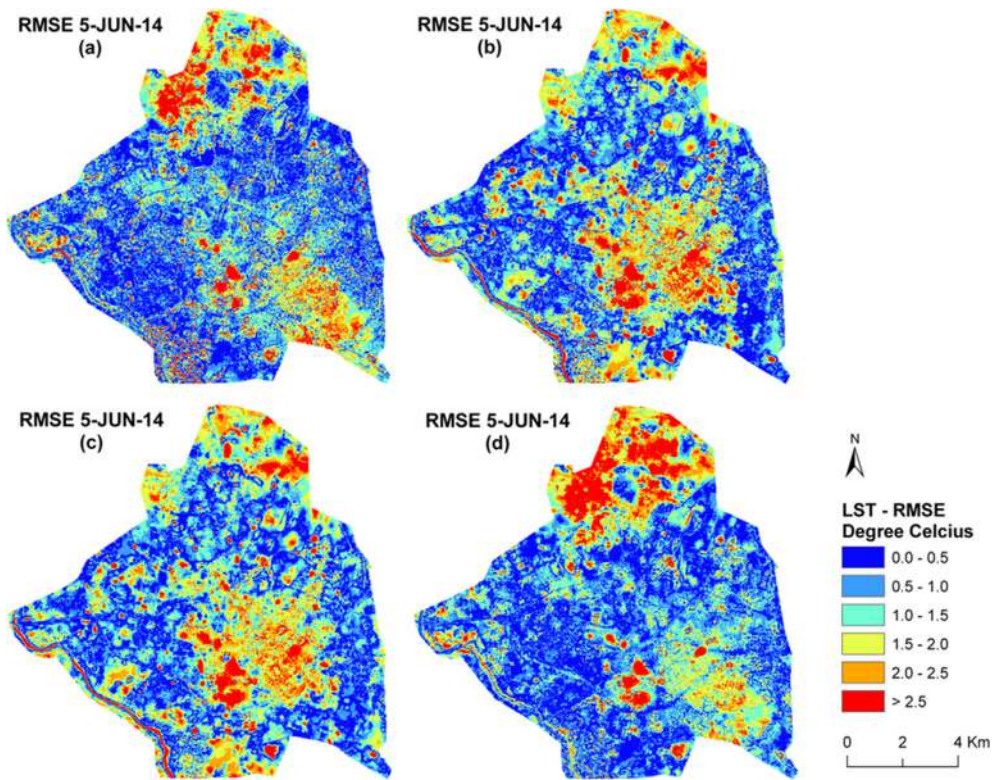 RMSE 5-JUN-14
(a)
RMSE 5-JUN-14
(b)
RMSE 5-JUN-14
(c)
RMSE 5-JUN-14
(d)
N
LST - RMSE
Degree Celcius
0.0 - 0.5
0.5 - 1.0
1.0 - 1.5
1.5 - 2.0
2.0 - 2.5
> 2.5
0 2 4 Km